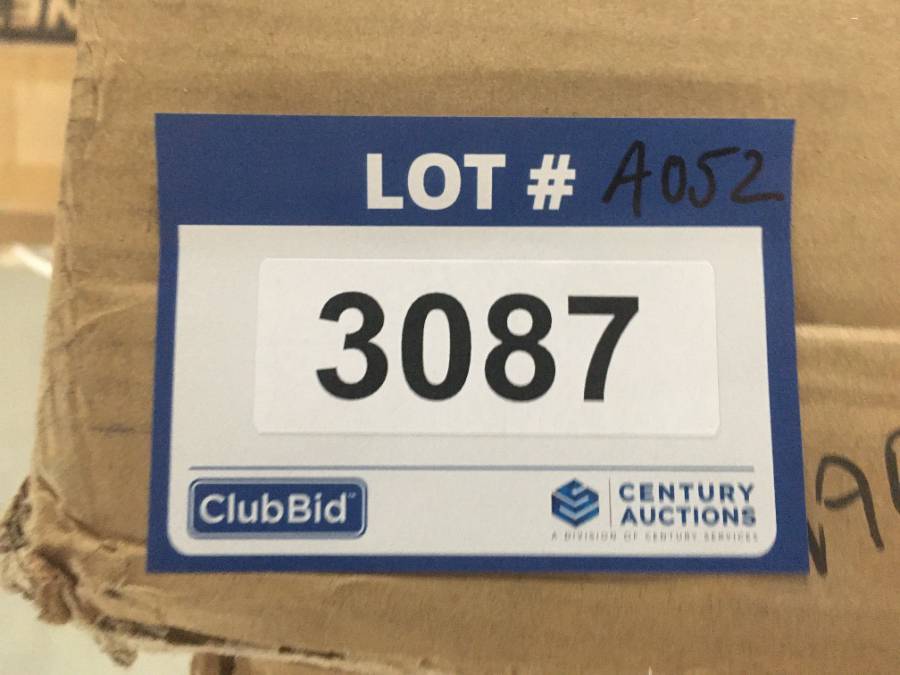 LOT # A052
3087
ClubBid
CENTURY
AUCTIONS
A DIVISION OF CENTURY SERVICES